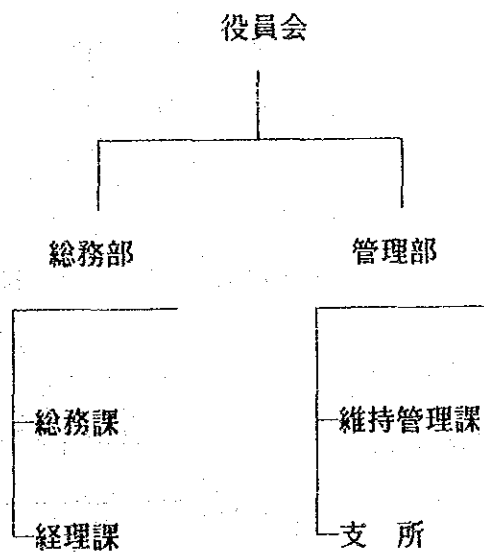 役員会
総務部 管理部
総務課 維持管理課
経理課 支 所